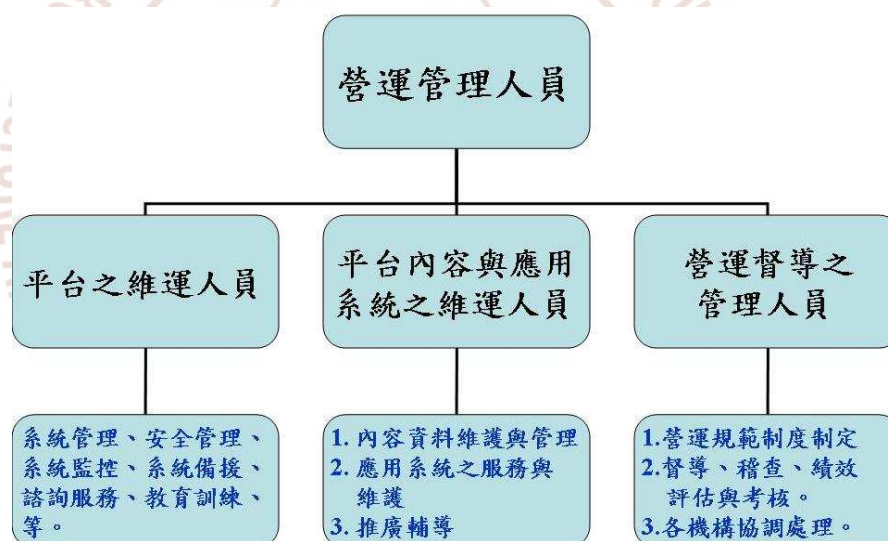 營運管理人員
平台之維運人員
平台內容與應用
系統之維運人員
營運督導之
管理人員
系統管理、安全管理、
系統監控、系統備援、
諮詢服務、教育訓練、
等。
1. 內容資料維護與管理
2. 應用系統之服務與
維護
3. 推廣輔導
1.營運規範制度制定
2.督導、稽查、績效
評估與考核。
3.各機構協調處理。